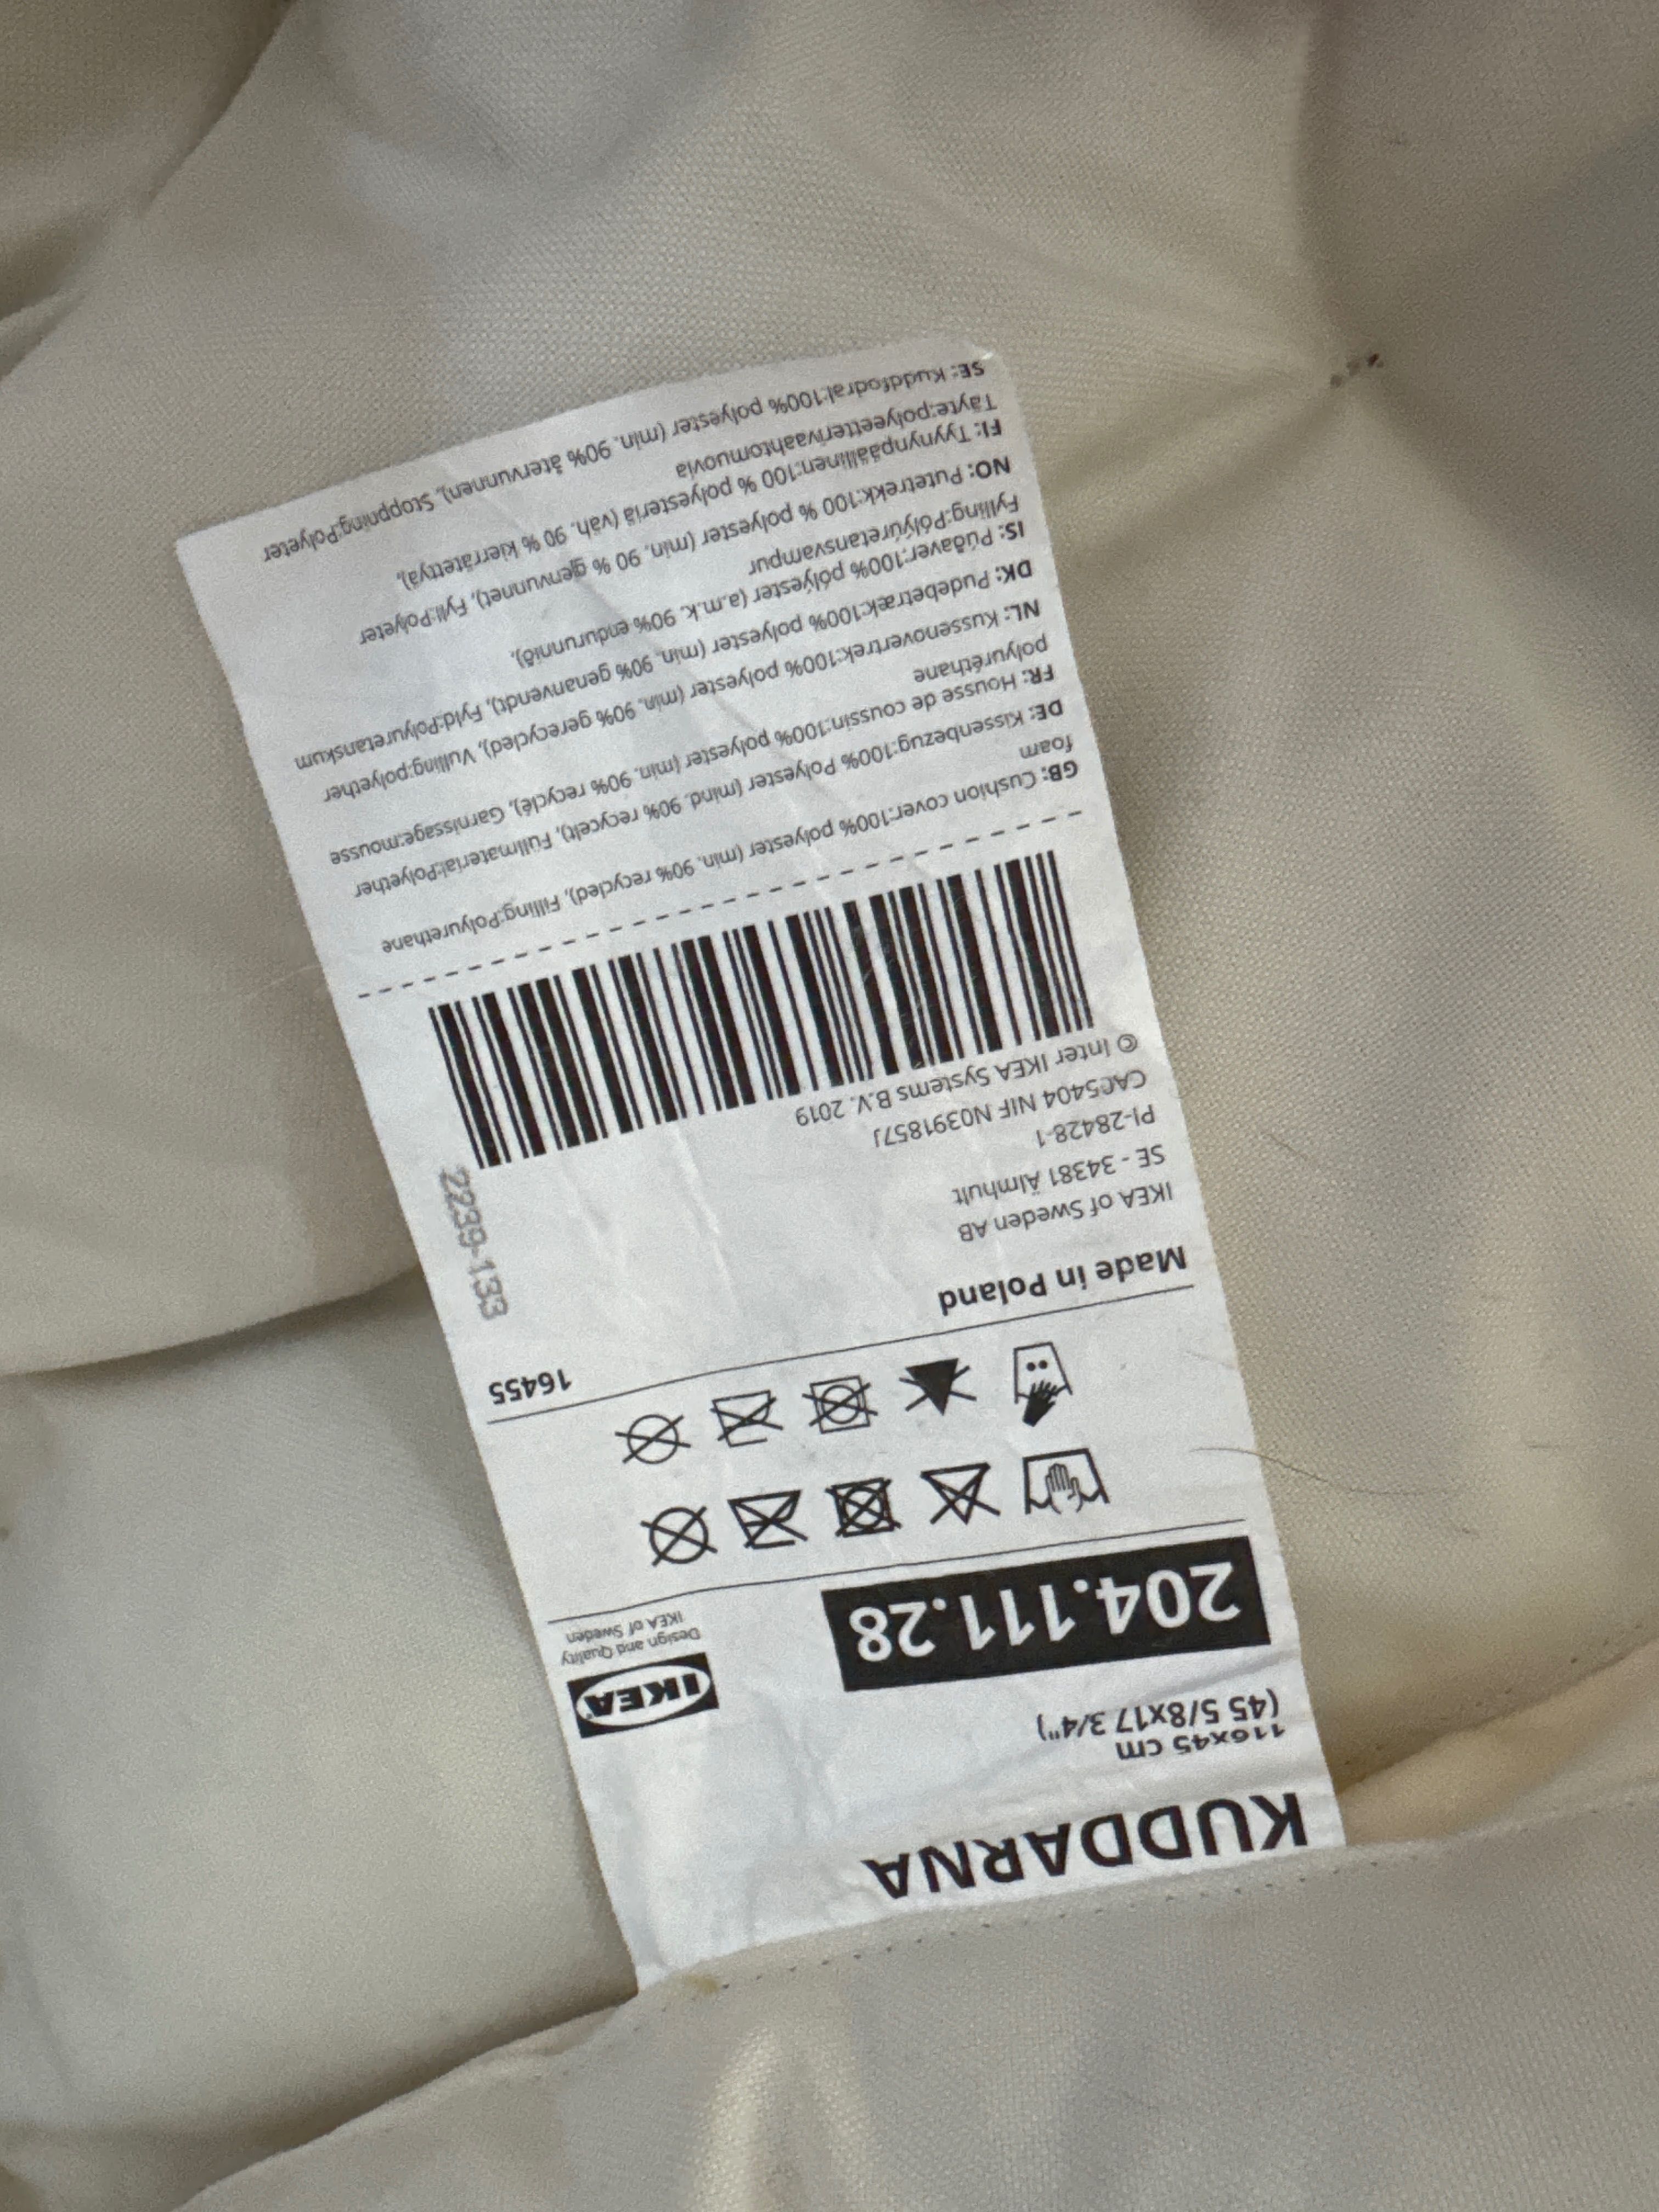 KUDDARNA
116x45 cm
(45 5/8x17 3/4")
204.111.28
IKEA
Design and Quality
IKEA of Sweden
16455
Made in Poland
IKEA of Sweden AB
SE - 34381 Älmhult
PI-28428-1
CAC5404 NIF N0391857J
© Inter IKEA Systems B.V. 2019
2239-133
GB: Cushion cover:100% polyester (min. 90% recycled), Filling:Polyurethane
foam
DE: Kissenbezug:100% Polyester (mind. 90% recycelt), Füllmaterial:Polyether
FR: Housse de coussin:100% polyester (min. 90% recyclé), Garnissage:mousse
polyuréthane
NL: Kussenovertrek:100% polyester (min. 90% gerecycled), Vulling:polyether
DK: Pudebetræk:100% polyester (min. 90% genanvendt), Fyld:Polyuretanskum
IS: Púðaver:100% pólýester (a.m.k. 90% endurunnið),
Fylling:Pólýúretansvampur
NO: Putetrekk:100 % polyester (min. 90 % genvunnet), Fyll:Polyeter
FI: Tyynynpäällinen:100 % polyesteriä (väh. 90 % kierrätettyä),
Täyte:polyeetterivaahtomuovia
SE: Kuddfodral:100% polyester (min. 90% återvunnen), Stoppning:Polyeter